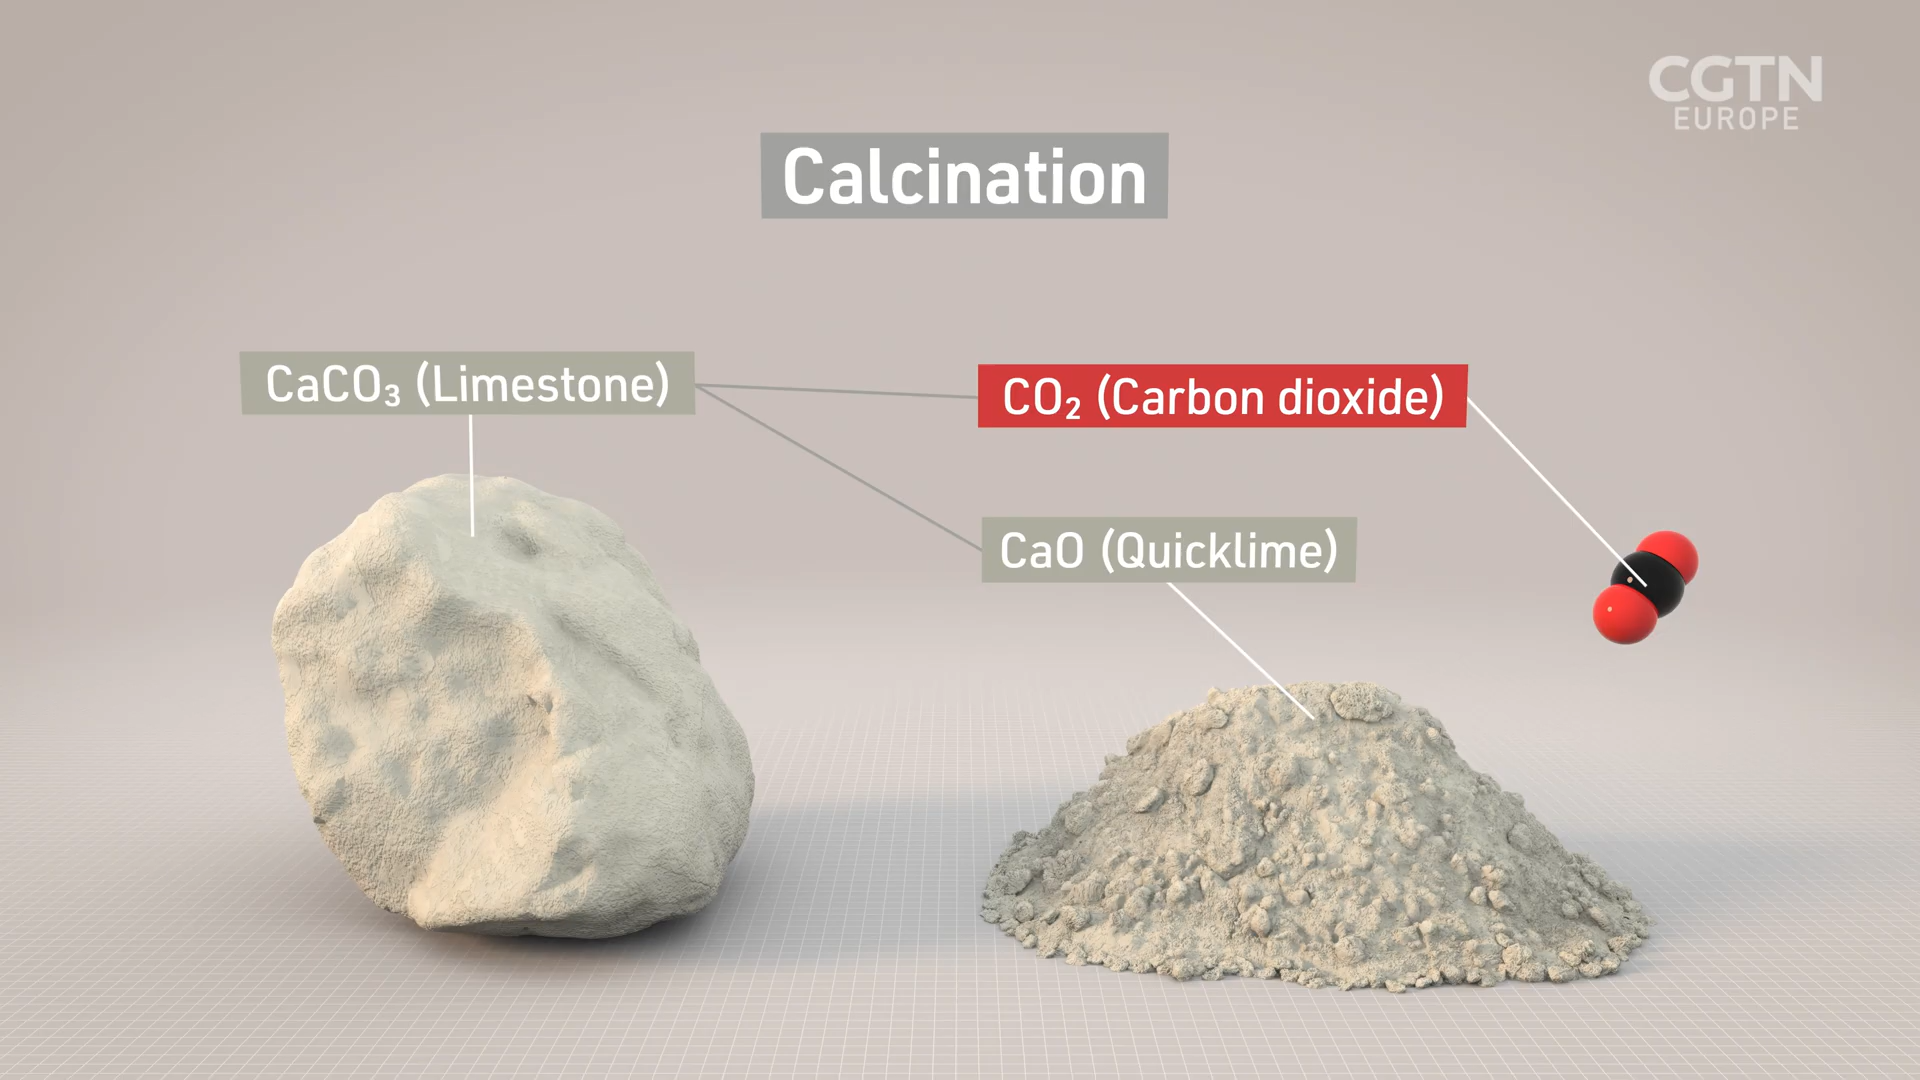 CGTN
EUROPE
Calcination
CaCO₃ (Limestone)
CO₂ (Carbon dioxide)
CaO (Quicklime)